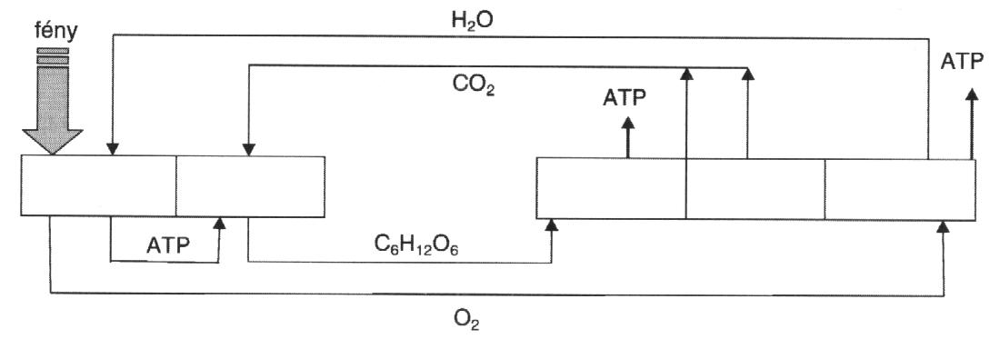 H₂O
fény
ATP
CO₂
ATP
ATP
C₆H₁₂O₆
O₂